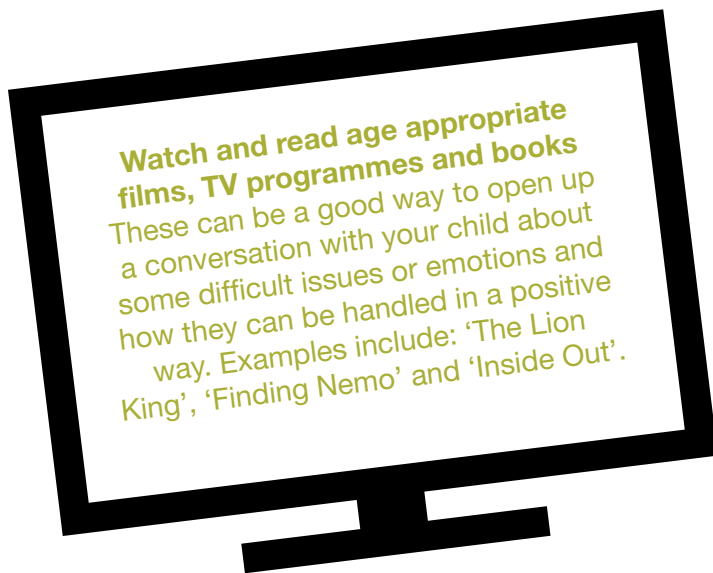 Watch and read age appropriate
films, TV programmes and books
These can be a good way to open up
a conversation with your child about
some difficult issues or emotions and
how they can be handled in a positive
way. Examples include: ‘The Lion
King’, ‘Finding Nemo’ and ‘Inside Out’.